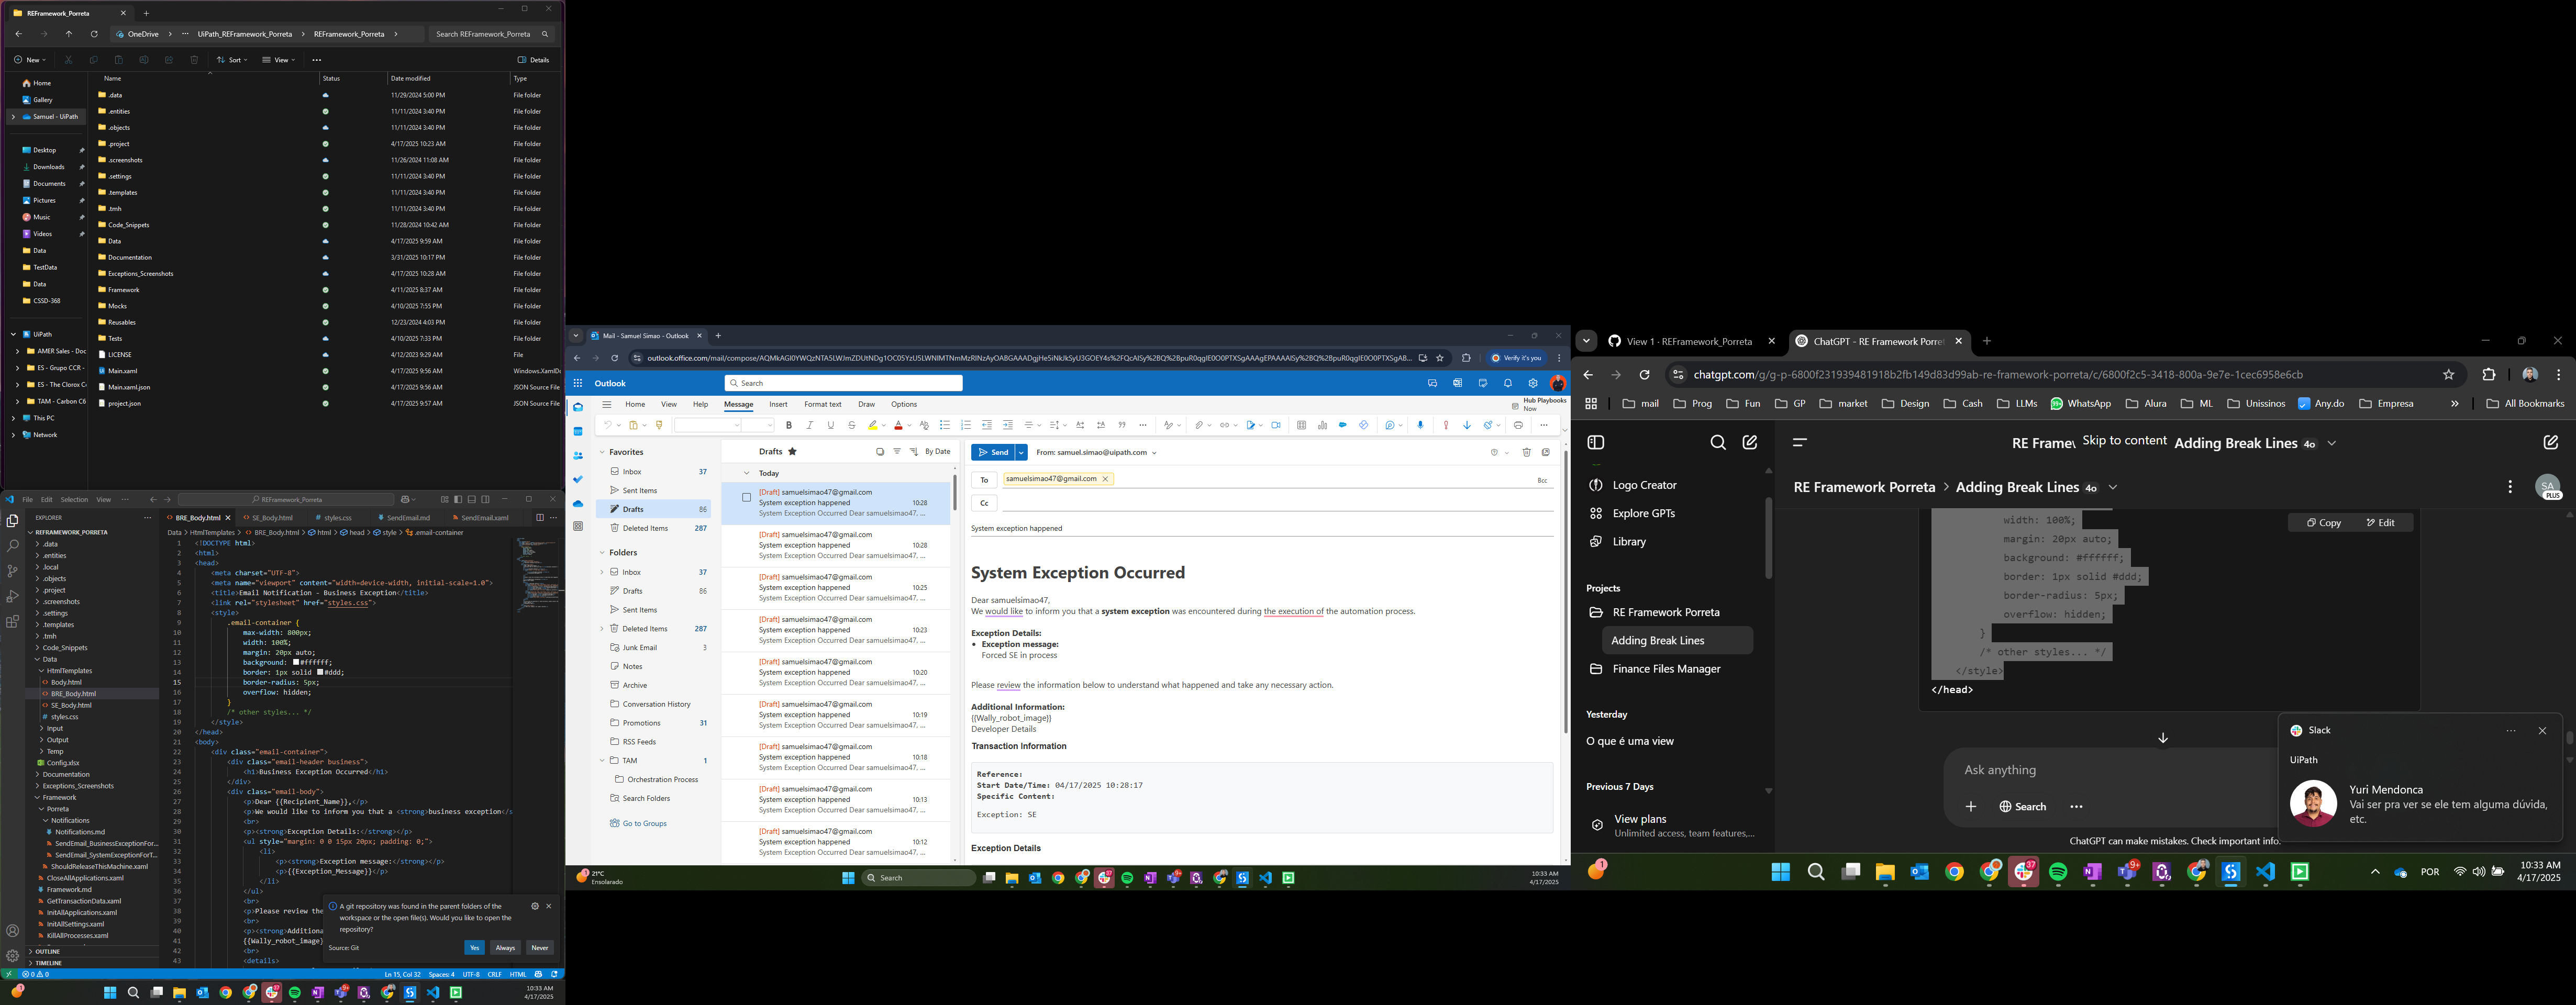 REFramework_Porreta
OneDrive
UiPath_REFramework_Porreta
REFramework_Porreta
Search REFramework_Porreta
New
Sort
View
Details
Name Status Date modified Type
Home
Gallery
Samuel - UiPath
Desktop
Downloads
Documents
Pictures
Music
Videos
Data
TestData
Data
CSSD-368
UiPath
AMER Sales - Doc
ES - Grupo CCR -
ES - The Clorox C
TAM - Carbon C6
This PC
Network
.data 11/29/2024 5:00 PM File folder
.entities 11/11/2024 3:40 PM File folder
.objects 11/11/2024 3:40 PM File folder
.project 4/17/2025 10:23 AM File folder
.screenshots 11/26/2024 11:08 AM File folder
.settings 11/11/2024 3:40 PM File folder
.templates 11/11/2024 3:40 PM File folder
.tmh 11/11/2024 3:40 PM File folder
Code_Snippets 11/28/2024 10:42 AM File folder
Data 4/17/2025 9:59 AM File folder
Documentation 3/31/2025 10:17 PM File folder
Exceptions_Screenshots 4/17/2025 10:28 AM File folder
Framework 4/11/2025 8:37 AM File folder
Mocks 4/10/2025 7:55 PM File folder
Reusables 12/23/2024 4:03 PM File folder
Tests 4/10/2025 7:33 PM File folder
LICENSE 4/12/2023 9:29 AM File
Main.xaml 4/17/2025 9:56 AM Windows.XamlDo
Main.xaml.json 4/17/2025 9:56 AM JSON Source File
project.json 4/17/2025 9:57 AM JSON Source File
File Edit Selection View
REFramework_Porreta
EXPLORER
REFRAMEWORK_PORRETA
.data
.entities
.local
.objects
.project
.screenshots
.settings
.templates
.tmh
Code_Snippets
Data
HtmlTemplates
Body.html
BRE_Body.html
SE_Body.html
styles.css
Input
Output
Temp
Config.xlsx
Documentation
Exceptions_Screenshots
Framework
Porreta
Notifications
Notifications.md
SendEmail_BusinessExceptionFor...
SendEmail_SystemExceptionForT...
ShouldReleaseThisMachine.xaml
CloseAllApplications.xaml
Framework.md
GetTransactionData.xaml
InitAllApplications.xaml
InitAllSettings.xaml
KillAllProcesses.xaml
OUTLINE
TIMELINE
BRE_Body.html SE_Body.html styles.css SendEmail.md SendEmail.xaml
Data > HtmlTemplates > BRE_Body.html > html > head > style > .email-container
1 <!DOCTYPE html>
2 <html>
3 <head>
4 <meta charset="UTF-8">
5 <meta name="viewport" content="width=device-width, initial-scale=1.0">
6 <title>Email Notification - Business Exception</title>
7 <link rel="stylesheet" href="styles.css">
8 <style>
9 .email-container {
10 max-width: 800px;
11 width: 100%;
12 margin: 20px auto;
13 background: #ffffff;
14 border: 1px solid #ddd;
15 border-radius: 5px;
16 overflow: hidden;
17 }
18 /* other styles... */
19 </style>
20 </head>
21 <body>
22 <div class="email-container">
23 <div class="email-header business">
24 <h1>Business Exception Occurred</h1>
25 </div>
26 <div class="email-body">
27 <p>Dear {{Recipient_Name}},</p>
28 <p>We would like to inform you that a <strong>business exception</s
29 <br>
30 <p><strong>Exception Details:</strong></p>
31 <ul style="margin: 0 0 15px 20px; padding: 0;">
32 <li>
33 <p><strong>Exception message:</strong></p>
34 <p>{{Exception_Message}}</p>
35 </li>
36 </ul>
37 <br>
38 <p>Please review the
39 <br>
40 <p><strong>Additiona
41 {{Wally_robot_image}
42 <br>
43 <details>
A git repository was found in the parent folders of the
workspace or the open file(s). Would you like to open the
repository?
Source: Git
Yes Always Never
0 0 Ln 15, Col 32 Spaces: 4 UTF-8 CRLF HTML
10:33 AM
4/17/2025
Mail - Samuel Simao - Outlook
Verify it's you
Outlook
Search
Hub Playbooks
Now
Home View Help Message Insert Format text Draw Options
Favorites
Inbox 37
Sent Items
Drafts 86
Deleted Items 287
Folders
Inbox 37
Drafts 86
Sent Items
Deleted Items 287
Junk Email 3
Notes
Archive
Conversation History
Promotions 31
RSS Feeds
TAM 1
Orchestration Process
Search Folders
Go to Groups
Drafts By Date
Today
[Draft] samuelsimao47@gmail.com
System exception happened 10:28
System Exception Occurred Dear samuelsimao47, ...
[Draft] samuelsimao47@gmail.com
System exception happened 10:28
System Exception Occurred Dear samuelsimao47, ...
[Draft] samuelsimao47@gmail.com
System exception happened 10:25
System Exception Occurred Dear samuelsimao47, ...
[Draft] samuelsimao47@gmail.com
System exception happened 10:23
System Exception Occurred Dear samuelsimao47, ...
[Draft] samuelsimao47@gmail.com
System exception happened 10:20
System Exception Occurred Dear samuelsimao47, ...
[Draft] samuelsimao47@gmail.com
System exception happened 10:19
System Exception Occurred Dear samuelsimao47, ...
[Draft] samuelsimao47@gmail.com
System exception happened 10:18
System Exception Occurred Dear samuelsimao47, ...
[Draft] samuelsimao47@gmail.com
System exception happened 10:13
System Exception Occurred Dear samuelsimao47, ...
[Draft] samuelsimao47@gmail.com
System exception happened 10:12
System Exception Occurred Dear samuelsimao47, ...
Send From: samuel.simao@uipath.com
To samuelsimao47@gmail.com Bcc
Cc
System exception happened
System Exception Occurred
Dear samuelsimao47,
We would like to inform you that a system exception was encountered during the execution of the automation process.
Exception Details:
• Exception message:
Forced SE in process
Please review the information below to understand what happened and take any necessary action.
Additional Information:
{{Wally_robot_image}}
Developer Details
Transaction Information
Reference:
Start Date/Time: 04/17/2025 10:28:17
Specific Content:
Exception: SE
Exception Details
21°C
Ensolarado
Search
10:33 AM
4/17/2025
View 1 · REFramework_Porreta
ChatGPT - RE Framework Porret
chatgpt.com/g/g-p-6800f231939481918b2fb149d83d99ab-re-framework-porreta/c/6800f2c5-3418-800a-9e7e-1cec6958e6cb
mail Prog Fun GP market Design Cash LLMs WhatsApp Alura ML Unissinos Any.do Empresa All Bookmarks
Logo Creator
Explore GPTs
Library
Projects
RE Framework Porreta
Adding Break Lines
Finance Files Manager
Yesterday
O que é uma view
Previous 7 Days
View plans
Unlimited access, team features,...
RE Framew Skip to content Adding Break Lines 4o
RE Framework Porreta > Adding Break Lines 4o
SA
PLUS
Copy Edit
width: 100%;
margin: 20px auto;
background: #ffffff;
border: 1px solid #ddd;
border-radius: 5px;
overflow: hidden;
}
/* other styles... */
</style>
</head>
Ask anything
Search
ChatGPT can make mistakes. Check important info.
Slack
UiPath
Yuri Mendonca
Vai ser pra ver se ele tem alguma dúvida,
etc.
POR
10:33 AM
4/17/2025